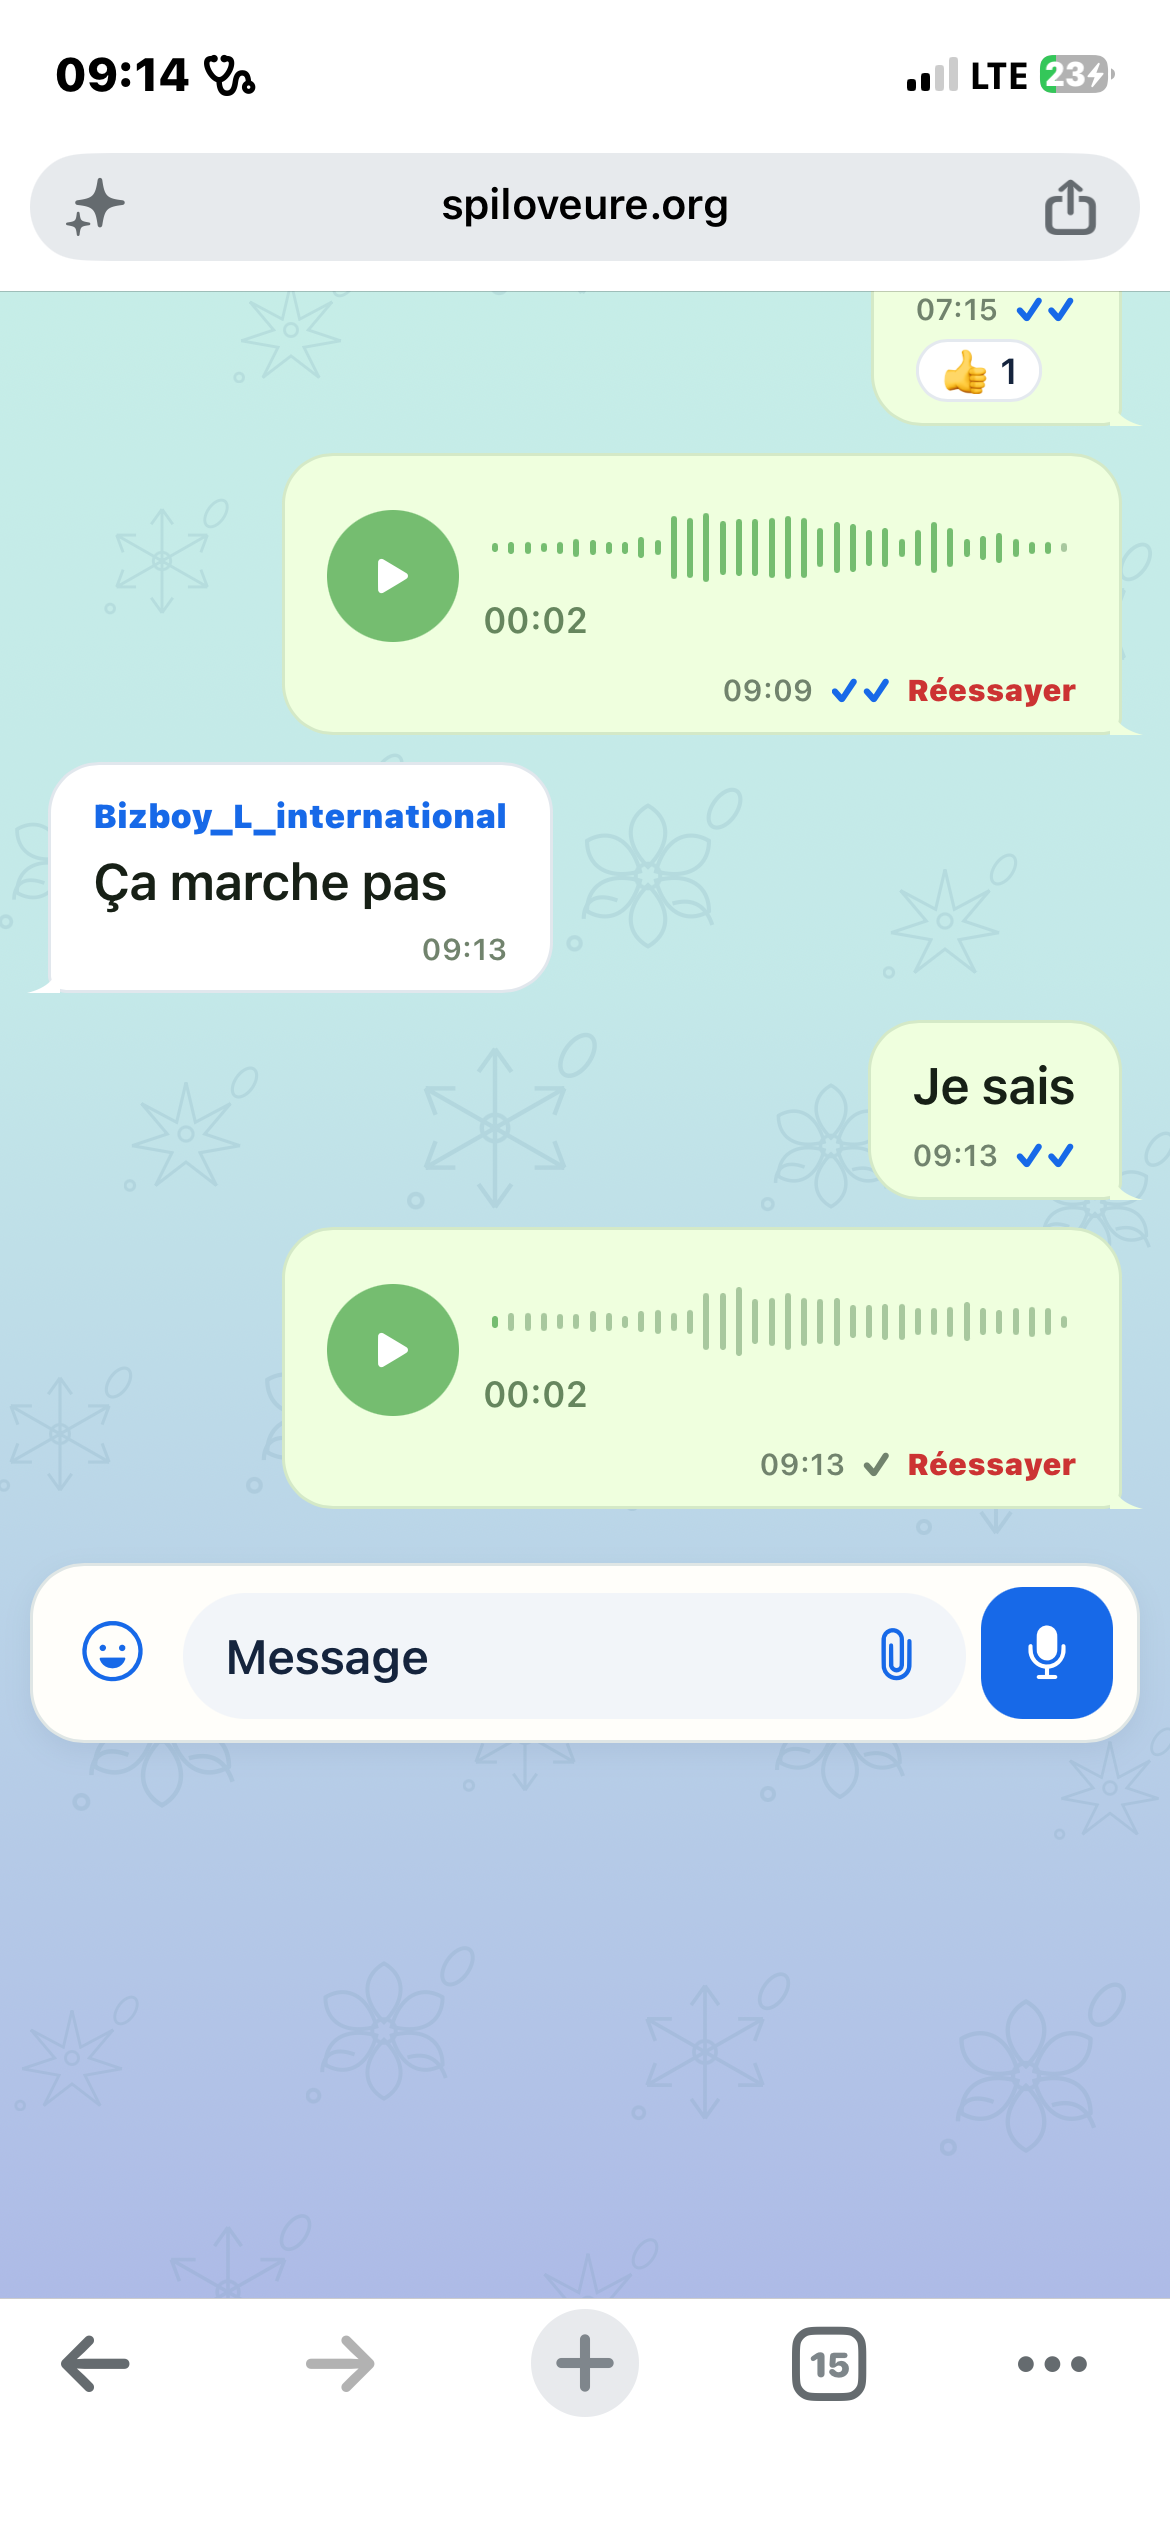 09:14
LTE
23
spiloveure.org
07:15
👍 1
00:02
09:09 Réessayer
Bizboy_L_international
Ça marche pas
09:13
Je sais
09:13
00:02
09:13 Réessayer
Message
15